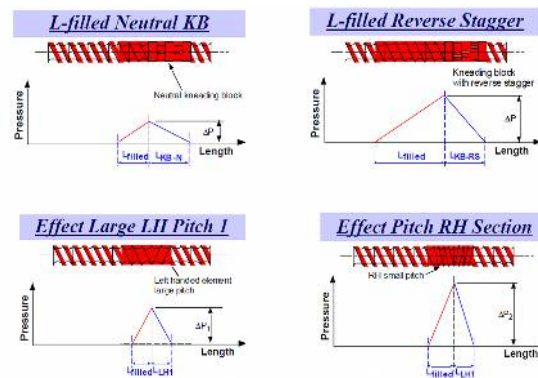 L-filled Neutral KB
Neutral kneading block
Pressure
ΔP
Length
Lfilled
LKB-N
L-filled Reverse Stagger
Kneading block
with reverse stagger
Pressure
ΔP
Length
Lfilled
LKB-RS
Effect Large LH Pitch 1
Left handed element
large pitch
Pressure
ΔP1
Length
Lfilled
LLH1
Effect Pitch RH Section
RH small pitch
Pressure
ΔP2
Length
Lfilled
LLH1